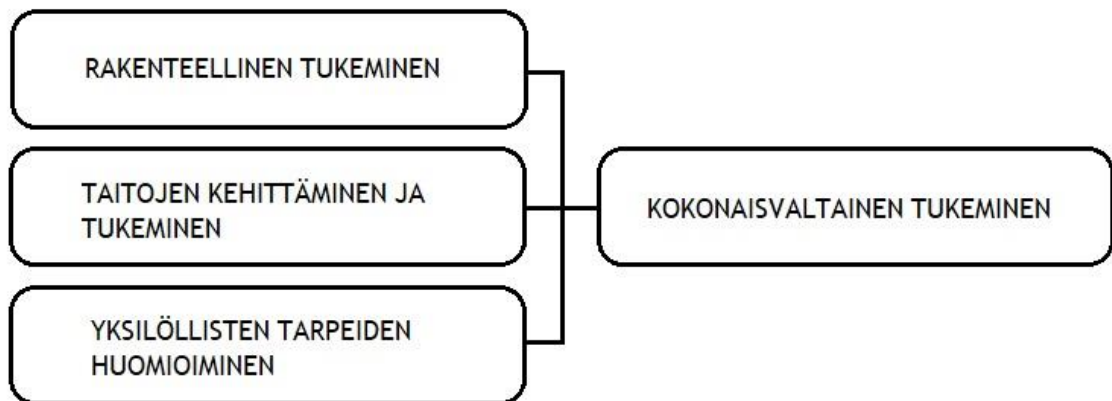 RAKENTEELLINEN TUKEMINEN
TAITOJEN KEHITTÄMINEN JA
TUKEMINEN
YKSILÖLLISTEN TARPEIDEN
HUOMIOIMINEN
KOKONAISVALTAINEN TUKEMINEN